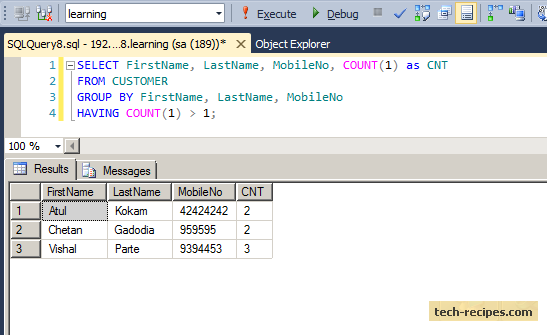 learning
Execute
Debug
SQLQuery8.sql - 192....8.learning (sa (189))*
Object Explorer
1 SELECT FirstName, LastName, MobileNo, COUNT(1) as CNT
2 FROM CUSTOMER
3 GROUP BY FirstName, LastName, MobileNo
4 HAVING COUNT(1) > 1;
100 %
Results Messages
FirstName LastName MobileNo CNT
1 Atul Kokam 42424242 2
2 Chetan Gadodia 959595 2
3 Vishal Parte 9394453 3
tech-recipes.com